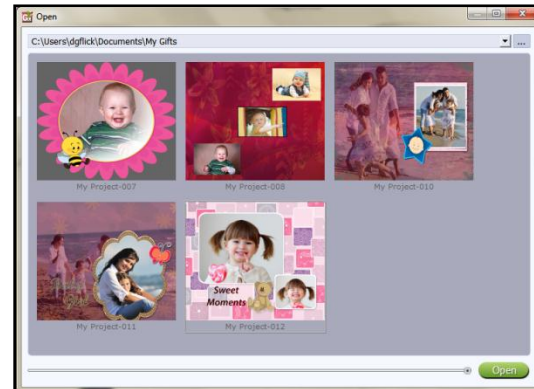 Open
C:\Users\dgflick\Documents\My Gifts
...
My Project-007
My Project-008
My Project-010
My Project-011
Sweet
Moments
My Project-012
Open